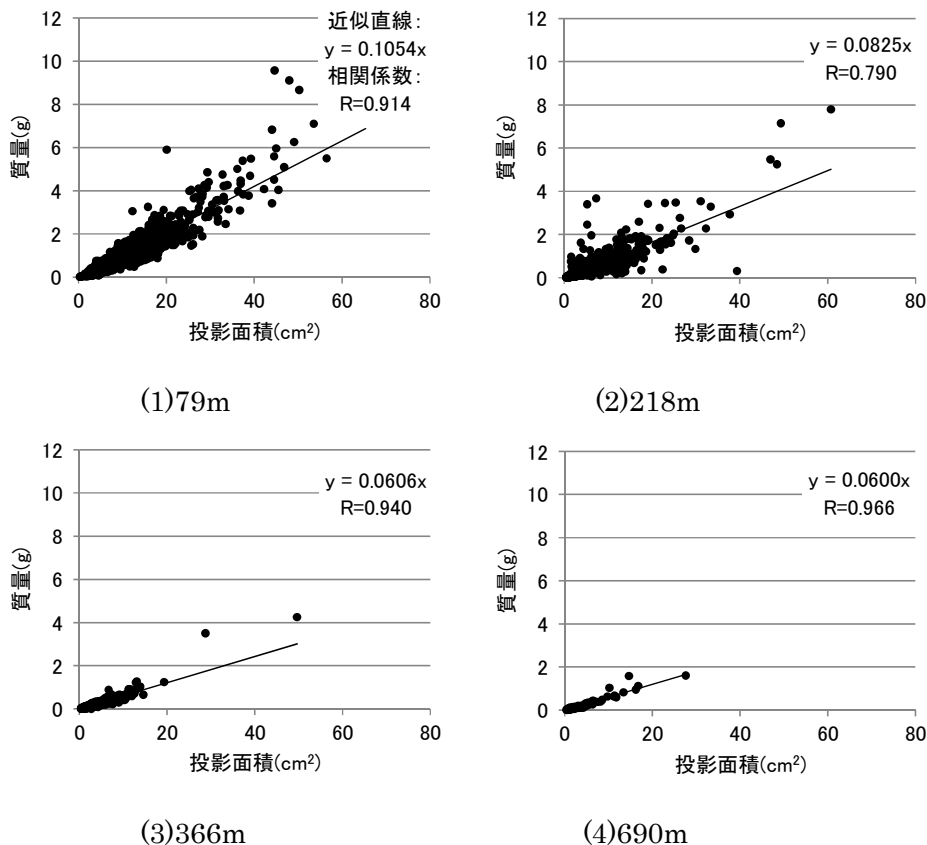 12
10
8
6
4
2
0
質量(g)
近似直線:
y = 0.1054x
相関係数:
R=0.914
0 20 40 60 80
投影面積(cm²)
(1)79m
12
10
8
6
4
2
0
質量(g)
y = 0.0825x
R=0.790
0 20 40 60 80
投影面積(cm²)
(2)218m
12
10
8
6
4
2
0
質量(g)
y = 0.0606x
R=0.940
0 20 40 60 80
投影面積(cm²)
(3)366m
12
10
8
6
4
2
0
質量(g)
y = 0.0600x
R=0.966
0 20 40 60 80
投影面積(cm²)
(4)690m